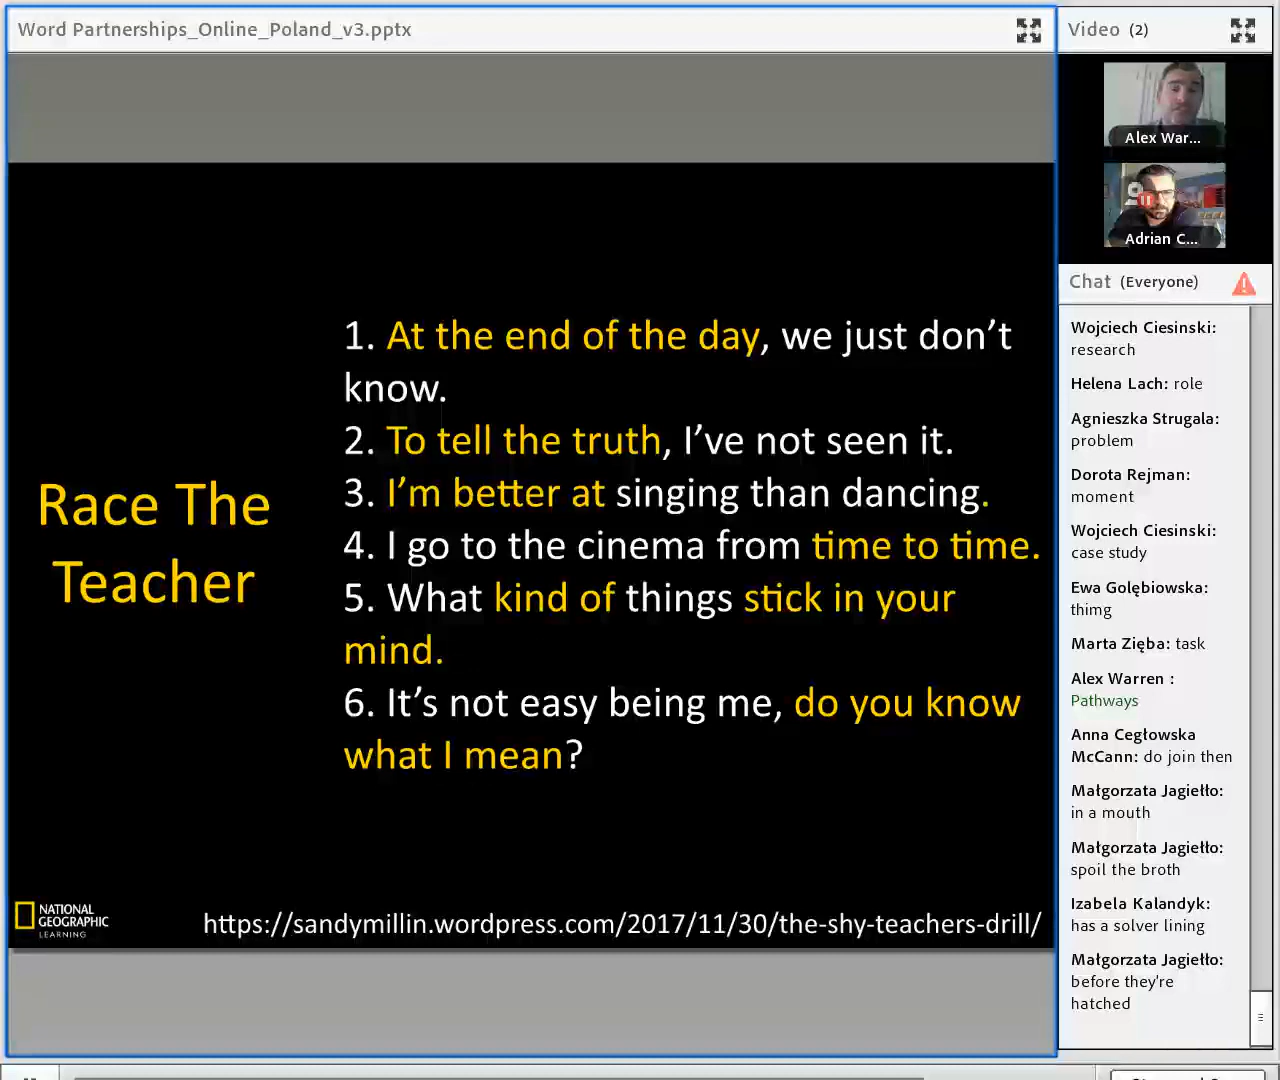 Word Partnerships_Online_Poland_v3.pptx
Race The
Teacher
1. At the end of the day, we just don’t
know.
2. To tell the truth, I’ve not seen it.
3. I’m better at singing than dancing.
4. I go to the cinema from time to time.
5. What kind of things stick in your
mind.
6. It’s not easy being me, do you know
what I mean?
NATIONAL
GEOGRAPHIC
LEARNING
https://sandymillin.wordpress.com/2017/11/30/the-shy-teachers-drill/
Video (2)
Alex War...
Adrian C...
Chat (Everyone)
Wojciech Ciesinski:
research
Helena Lach: role
Agnieszka Strugala:
problem
Dorota Rejman:
moment
Wojciech Ciesinski:
case study
Ewa Golębiowska:
thimg
Marta Zięba: task
Alex Warren :
Pathways
Anna Cegłowska
McCann: do join then
Małgorzata Jagiełło:
in a mouth
Małgorzata Jagiełło:
spoil the broth
Izabela Kalandyk:
has a solver lining
Małgorzata Jagiełło:
before they're
hatched